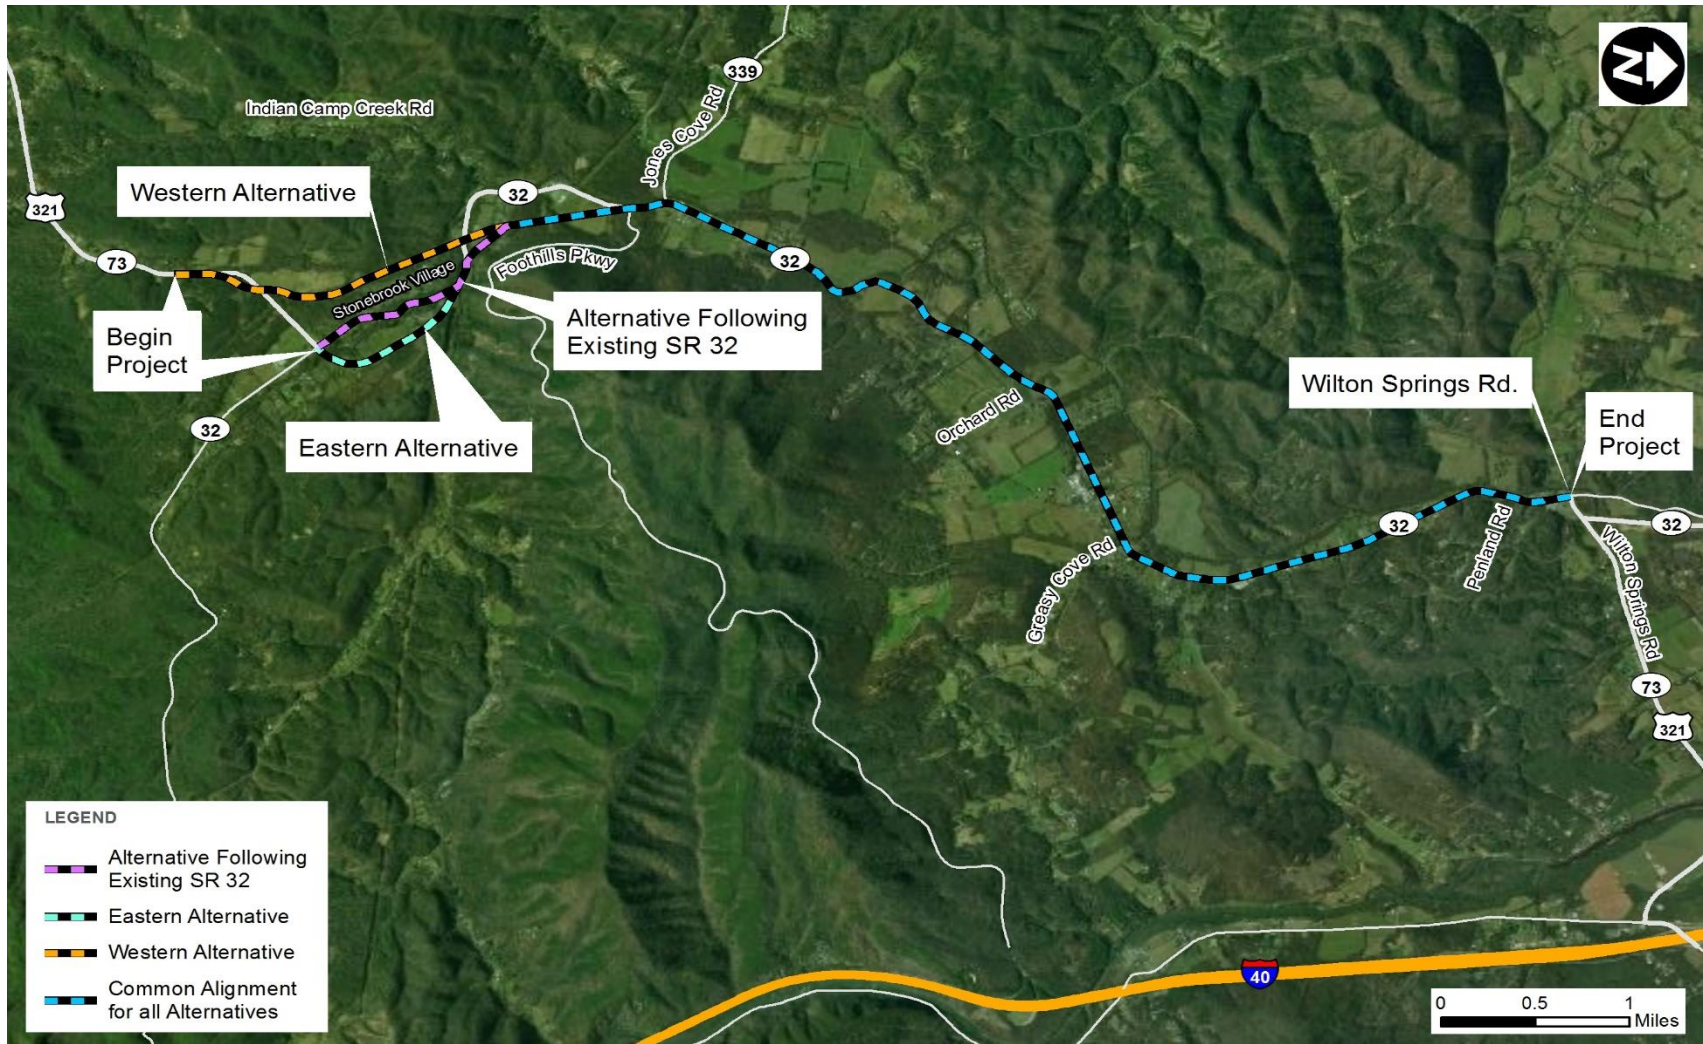 339
N
Indian Camp Creek Rd
Jones Cove Rd
Western Alternative
32
321
73
Foothills Pkwy
32
Stonebrook Village
Begin
Project
Alternative Following
Existing SR 32
Wilton Springs Rd.
End
Project
32
Eastern Alternative
Orchard Rd
32
32
Greasy Cove Rd
Penland Rd
Wilton Springs Rd
73
321
LEGEND
Alternative Following
Existing SR 32
Eastern Alternative
Western Alternative
Common Alignment
for all Alternatives
40
0 0.5 1
Miles